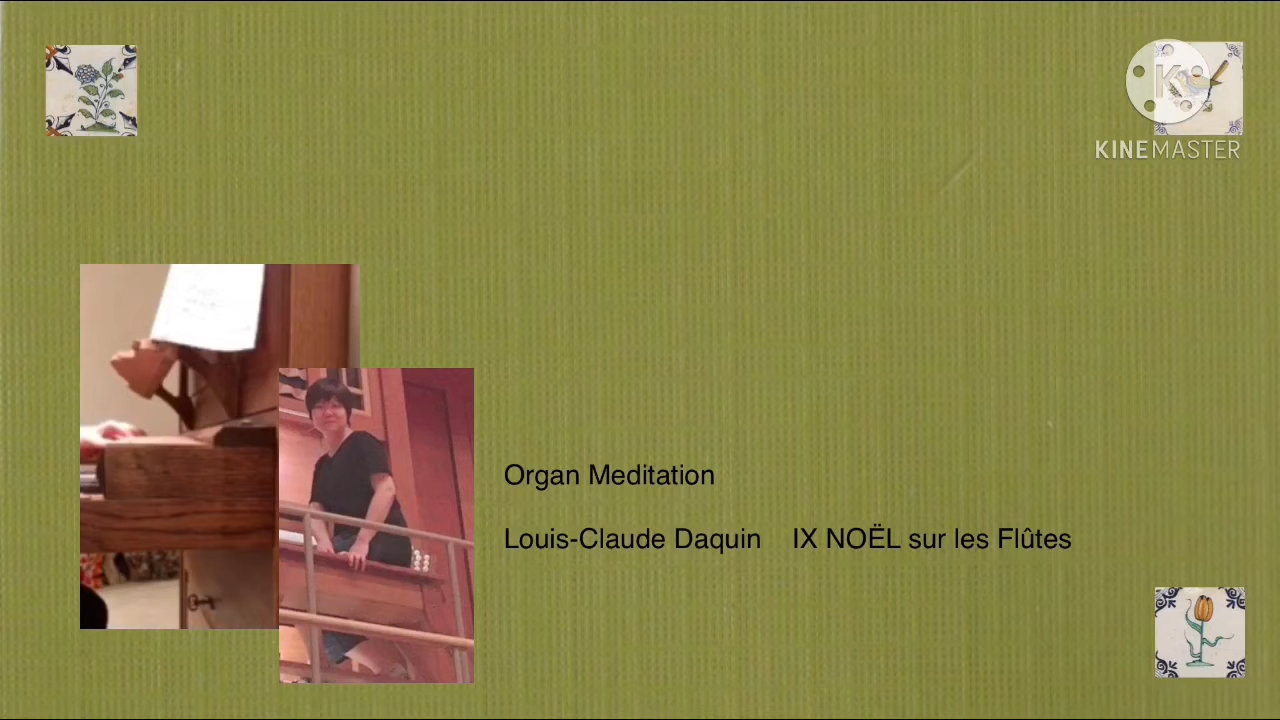 KINEMASTER
Organ Meditation
Louis-Claude Daquin IX NOËL sur les Flûtes